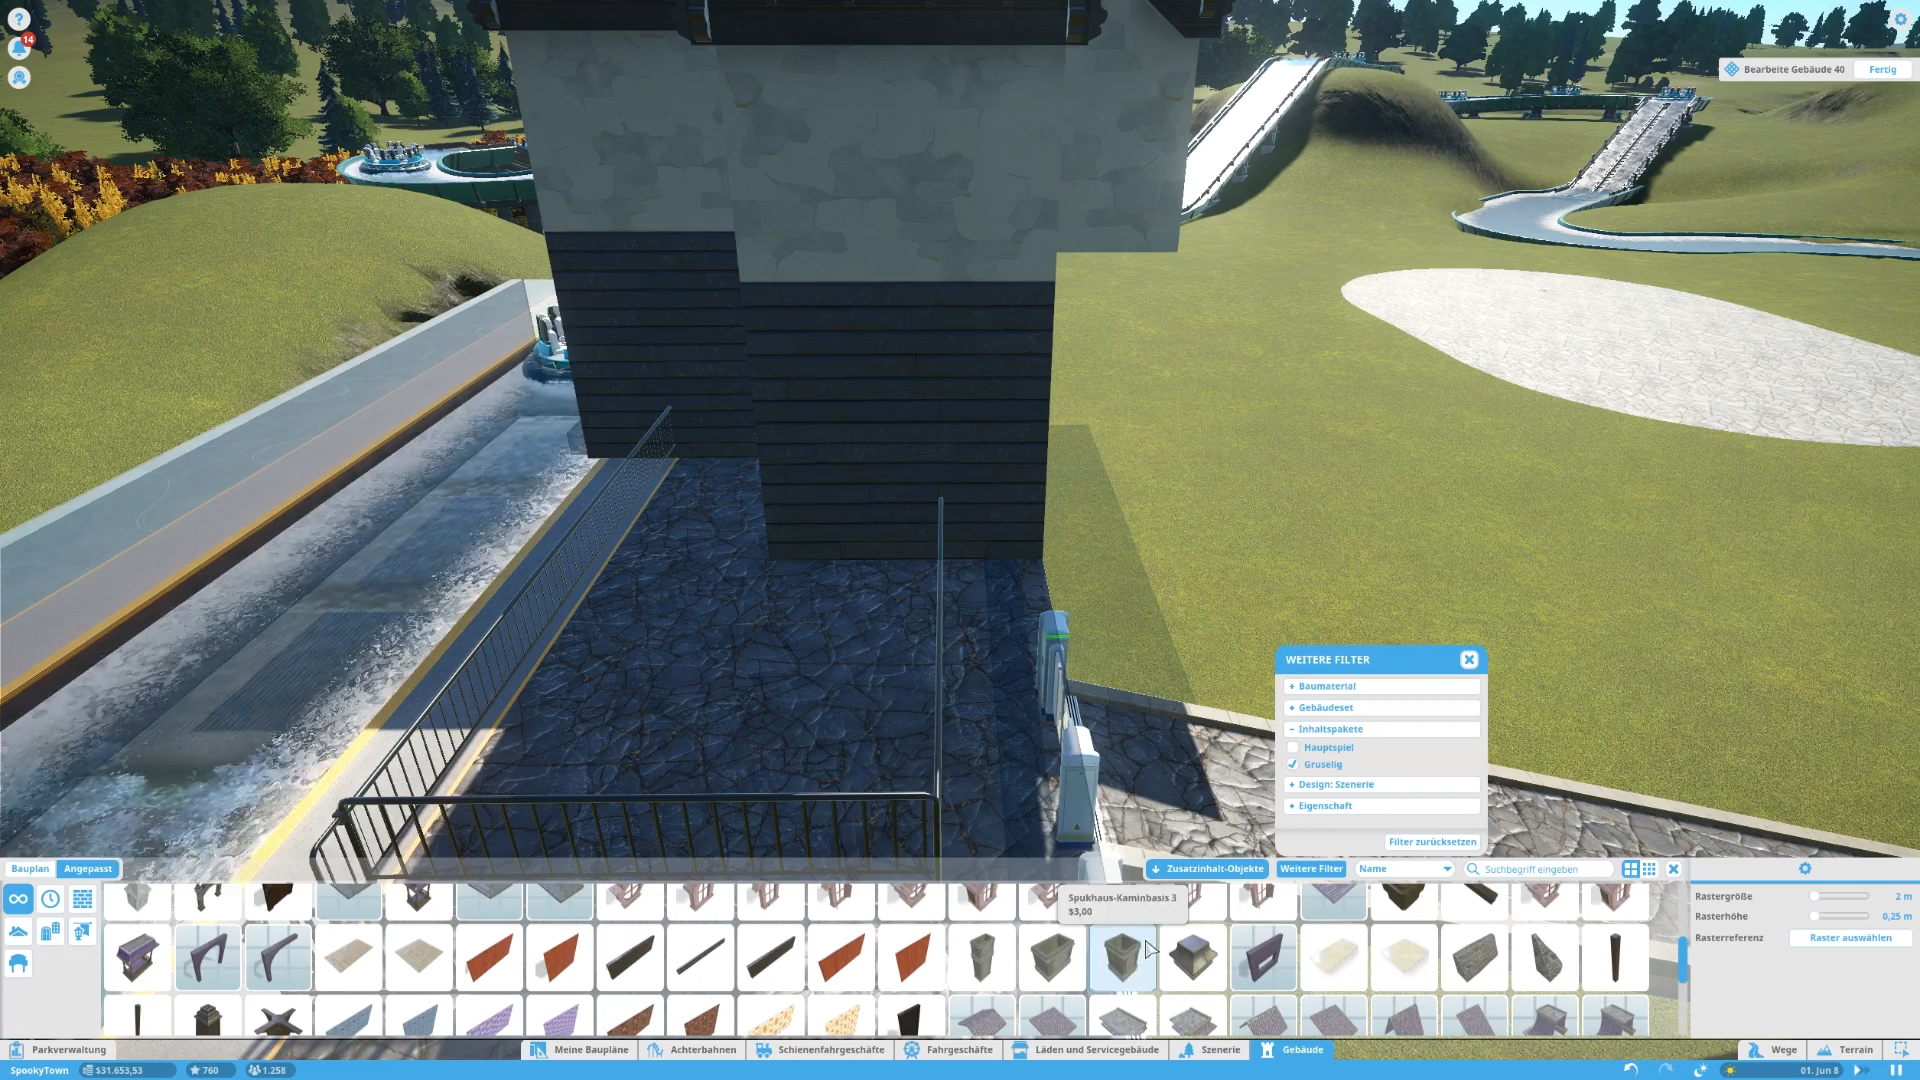 ?
14
Bearbeite Gebäude 40
Fertig
WEITERE FILTER
+ Baumaterial
+ Gebäudeset
− Inhaltspakete
Hauptspiel
Gruselig
+ Design: Szenerie
+ Eigenschaft
Filter zurücksetzen
Bauplan
Angepasst
Zusatzinhalt-Objekte
Weitere Filter
Name
Suchbegriff eingeben
Spukhaus-Kaminbasis 3
$3,00
Rastergröße
2 m
Rasterhöhe
0,25 m
Rasterreferenz
Raster auswählen
Parkverwaltung
Meine Baupläne
Achterbahnen
Schienenfahrgeschäfte
Fahrgeschäfte
Läden und Servicegebäude
Szenerie
Gebäude
Wege
Terrain
SpookyTown
$31.653,53
760
1.258
01. Jun 8